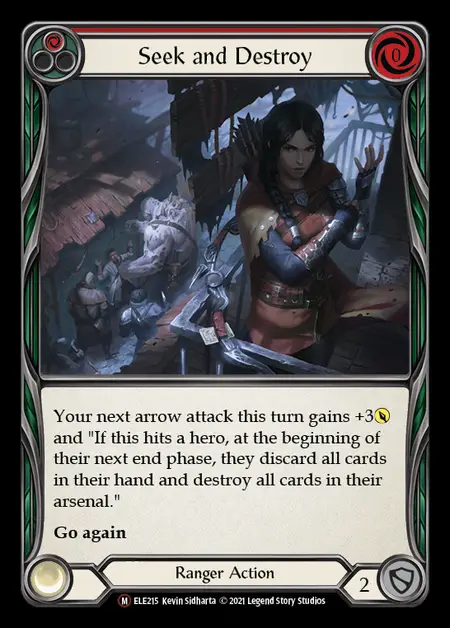 Seek and Destroy
0
Your next arrow attack this turn gains +3
and "If this hits a hero, at the beginning of
their next end phase, they discard all cards
in their hand and destroy all cards in their
arsenal."
Go again
Ranger Action
2
M ELE215 Kevin Sidharta © 2021 Legend Story Studios